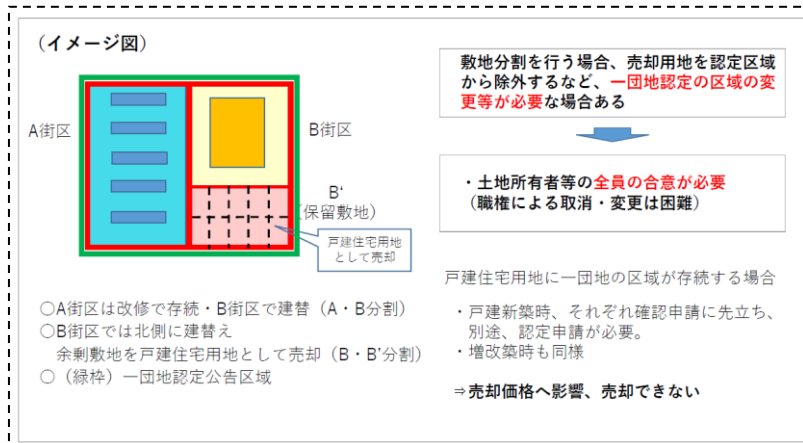 （イメージ図）
A街区
B街区
B‘
（保留敷地）
戸建住宅用地
として売却
○A街区は改修で存続・B街区で建替（A・B分割）
○B街区では北側に建替え
余剰敷地を戸建住宅用地として売却（B・B’分割）
○（緑枠）一団地認定公告区域
敷地分割を行う場合、売却用地を認定区域
から除外するなど、一団地認定の区域の変
更等が必要な場合ある
・土地所有者等の全員の合意が必要
（職権による取消・変更は困難）
戸建住宅用地に一団地の区域が存続する場合
・戸建新築時、それぞれ確認申請に先立ち、
別途、認定申請が必要。
・増改築時も同様
⇒売却価格へ影響、売却できない